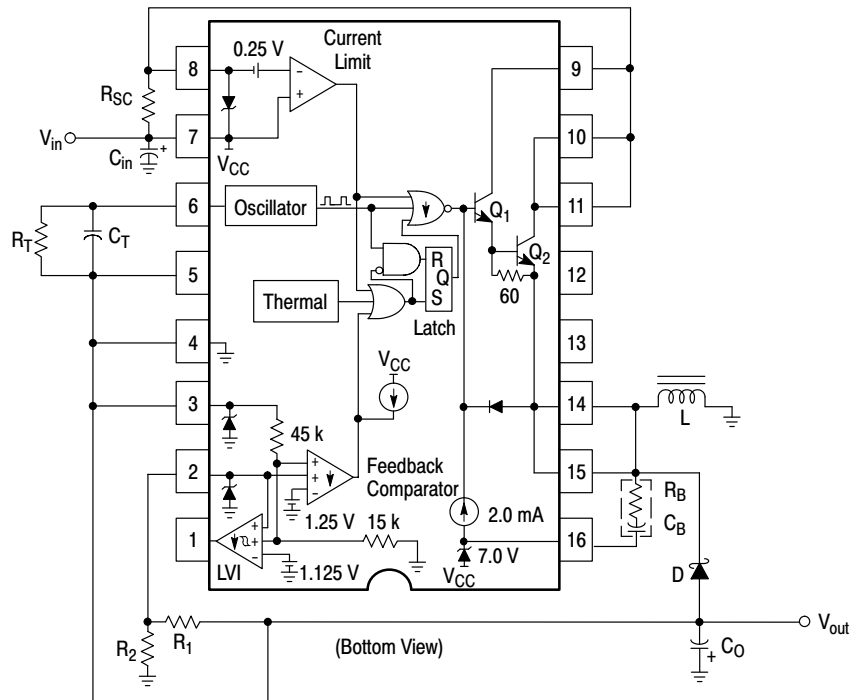 Current
Limit
0.25 V
8
9
RSC
Vin
7
10
Cin
+
VCC
−
+
6
Oscillator
Q1
11
RT
CT
Q2
5
R
Q
S
60
12
Thermal
Latch
4
13
VCC
3
14
L
45 k
2
+
+
−
Feedback
Comparator
15
RB
CB
1.25 V
15 k
2.0 mA
1
+
+
−
16
7.0 V
LVI
1.125 V
VCC
D
R2
R1
(Bottom View)
Vout
CO
+